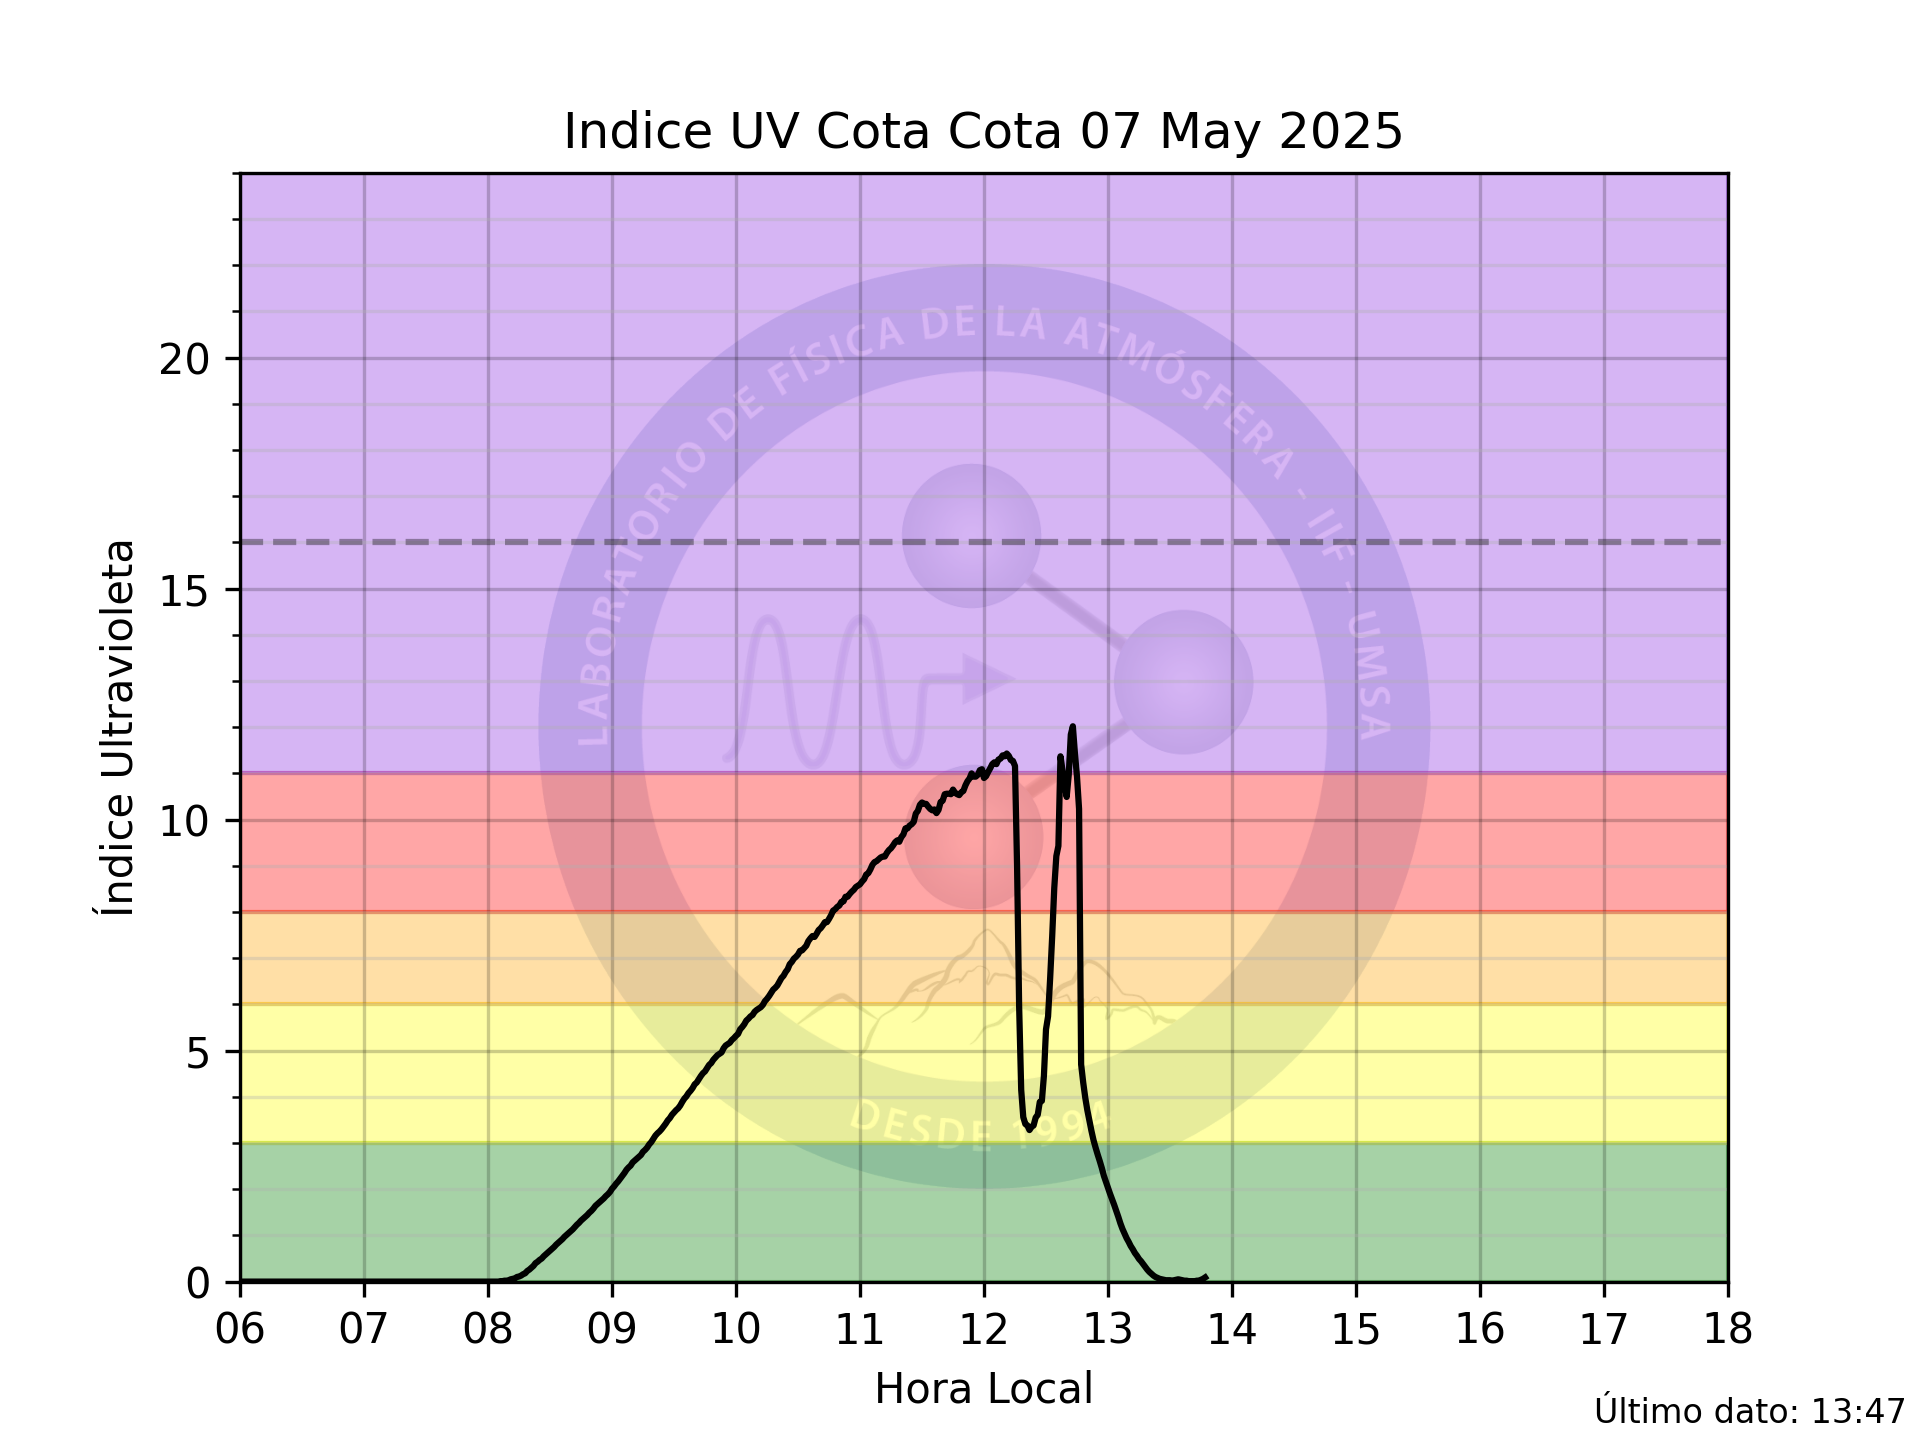 Indice UV Cota Cota 07 May 2025
LABORATORIO DE FÍSICA DE LA ATMÓSFERA - IIF - UMSA
DESDE 1994
Índice Ultravioleta
20
15
10
5
0
06 07 08 09 10 11 12 13 14 15 16 17 18
Hora Local
Último dato: 13:47